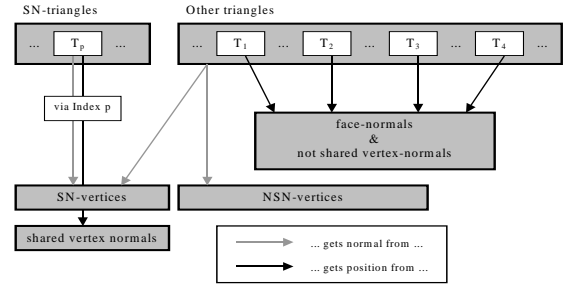 SN-triangles Other triangles
... Tp ... ... T1 ... T2 ... T3 ... T4 ...
via Index p
face-normals
&
not shared vertex-normals
SN-vertices NSN-vertices
shared vertex normals
... gets normal from ...
... gets position from ...